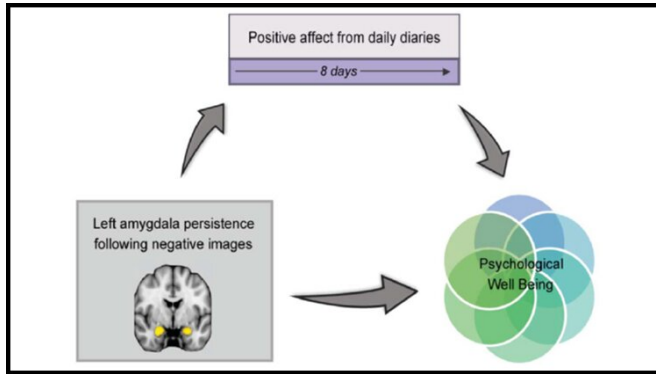 Positive affect from daily diaries
8 days
Left amygdala persistence
following negative images
Psychological
Well Being